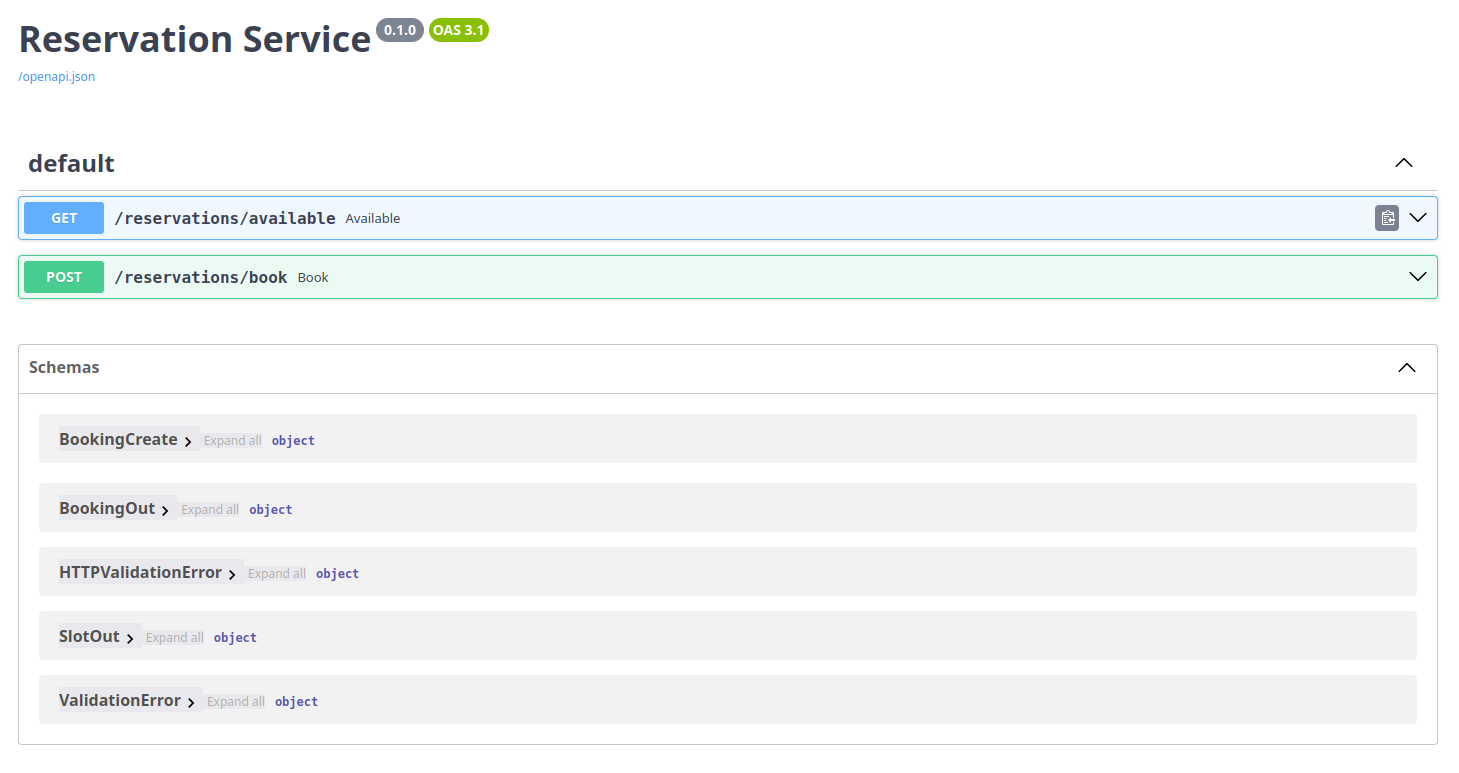 Reservation Service 0.1.0 OAS 3.1
/openapi.json
default
GET /reservations/available Available
POST /reservations/book Book
Schemas
BookingCreate Expand all object
BookingOut Expand all object
HTTPValidationError Expand all object
SlotOut Expand all object
ValidationError Expand all object